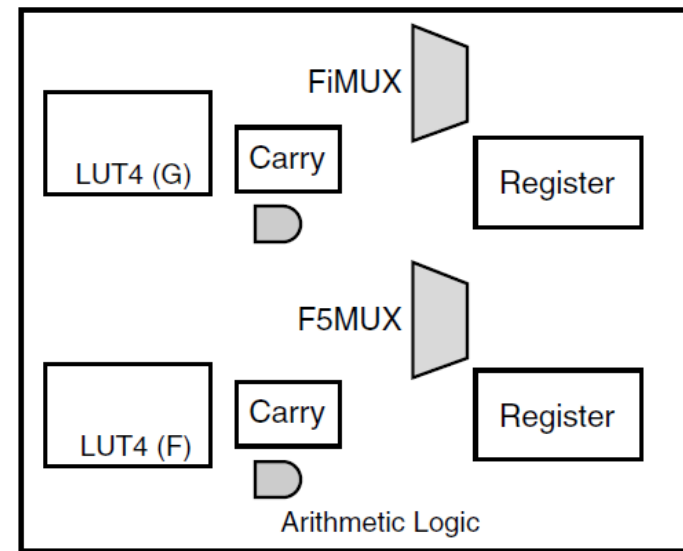 FiMUX
LUT4 (G)
Carry
Register
F5MUX
LUT4 (F)
Carry
Register
Arithmetic Logic